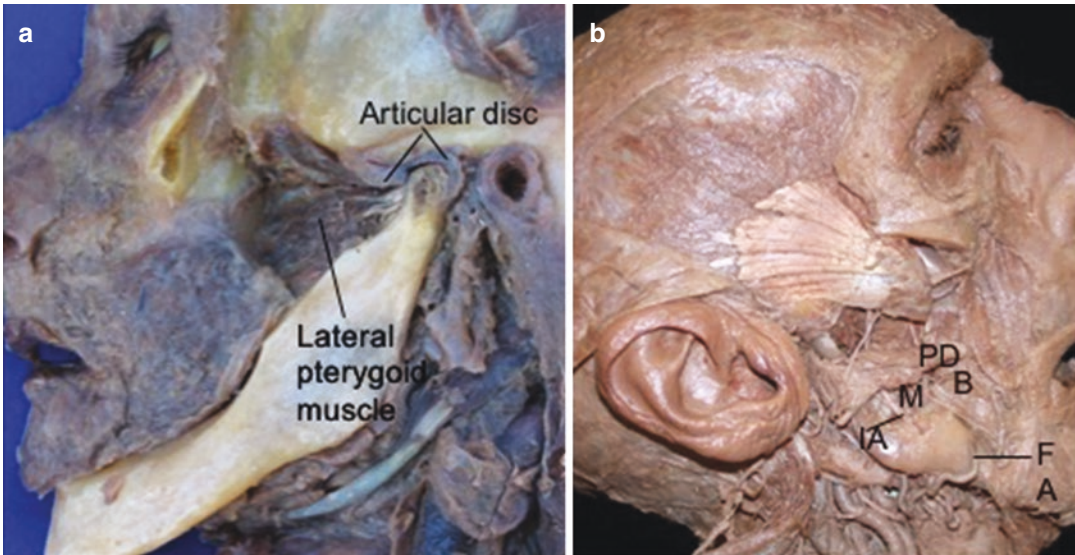 a
Articular disc
Lateral
pterygoid
muscle
b
PD
B
M
IA
F
A